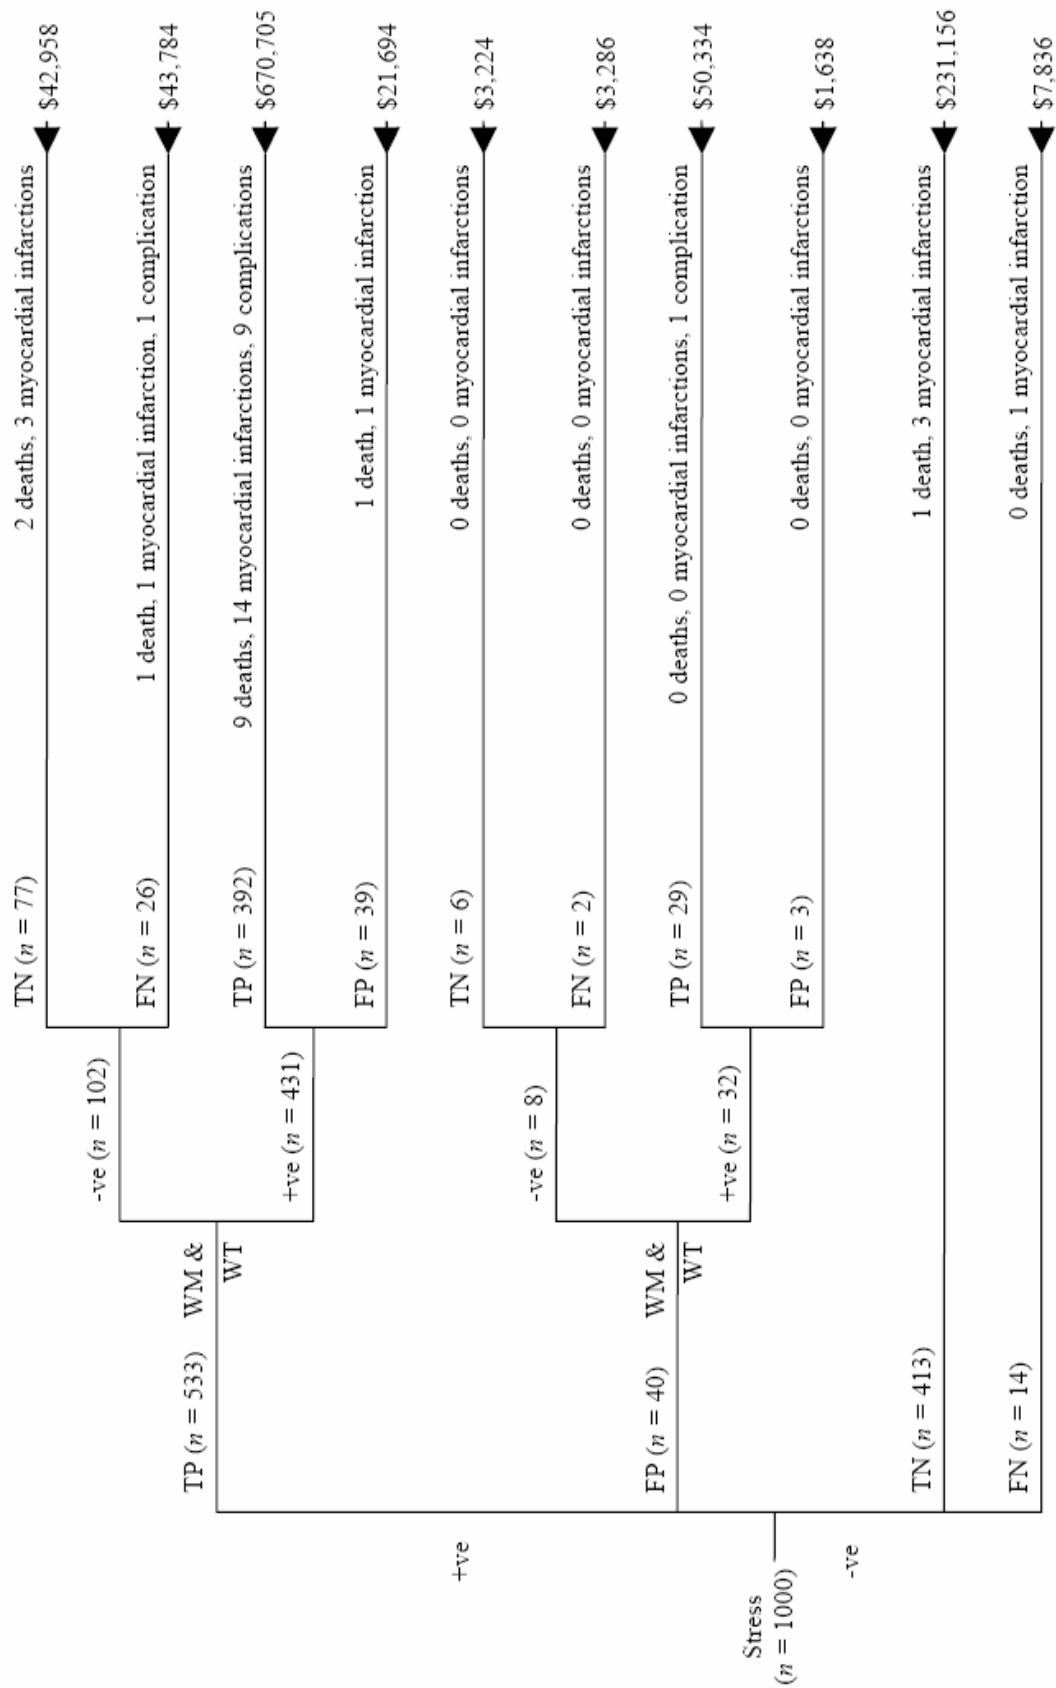 Stress
(n = 1000)
+ve
-ve
TP (n = 533)
WM &
WT
-ve (n = 102)
TN (n = 77)
2 deaths, 3 myocardial infarctions
$42,958
FN (n = 26)
1 death, 1 myocardial infarction, 1 complication
$43,784
+ve (n = 431)
TP (n = 392)
9 deaths, 14 myocardial infarctions, 9 complications
$670,705
FP (n = 39)
1 death, 1 myocardial infarction
$21,694
FP (n = 40)
WM &
WT
-ve (n = 8)
TN (n = 6)
0 deaths, 0 myocardial infarctions
$3,224
FN (n = 2)
0 deaths, 0 myocardial infarctions
$3,286
+ve (n = 32)
TP (n = 29)
0 deaths, 0 myocardial infarctions, 1 complication
$50,334
FP (n = 3)
0 deaths, 0 myocardial infarctions
$1,638
TN (n = 413)
1 death, 3 myocardial infarctions
$231,156
FN (n = 14)
0 deaths, 1 myocardial infarction
$7,836